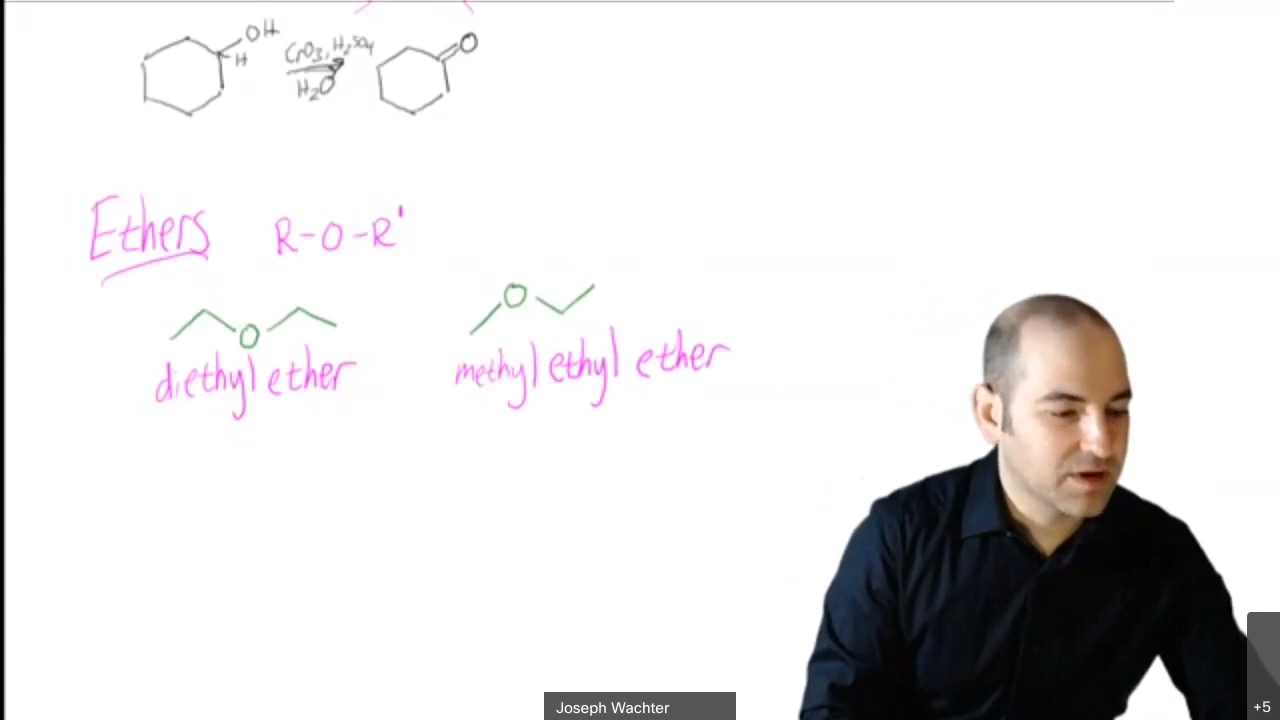 OH
H
CrO3, H2SO4
H2O
O
Ethers R-O-R'
O
O
diethyl ether
methyl ethyl ether
Joseph Wachter
+5